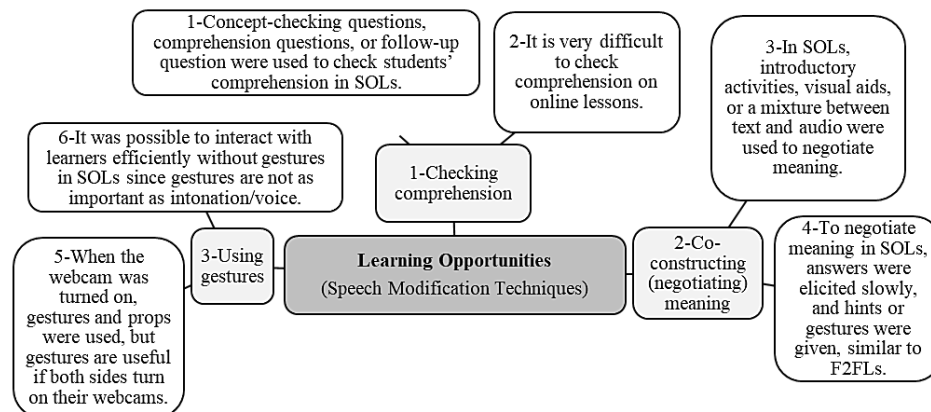 1-Concept-checking questions,
comprehension questions, or follow-up
question were used to check students’
comprehension in SOLs.
2-It is very difficult
to check
comprehension on
online lessons.
3-In SOLs,
introductory
activities, visual aids,
or a mixture between
text and audio were
used to negotiate
meaning.
6-It was possible to interact with
learners efficiently without gestures
in SOLs since gestures are not as
important as intonation/voice.
1-Checking
comprehension
5-When the
webcam was
turned on,
gestures and props
were used, but
gestures are useful
if both sides turn
on their webcams.
3-Using
gestures
Learning Opportunities
(Speech Modification Techniques)
2-Co-
constructing
(negotiating)
meaning
4-To negotiate
meaning in SOLs,
answers were
elicited slowly,
and hints or
gestures were
given, similar to
F2FLs.